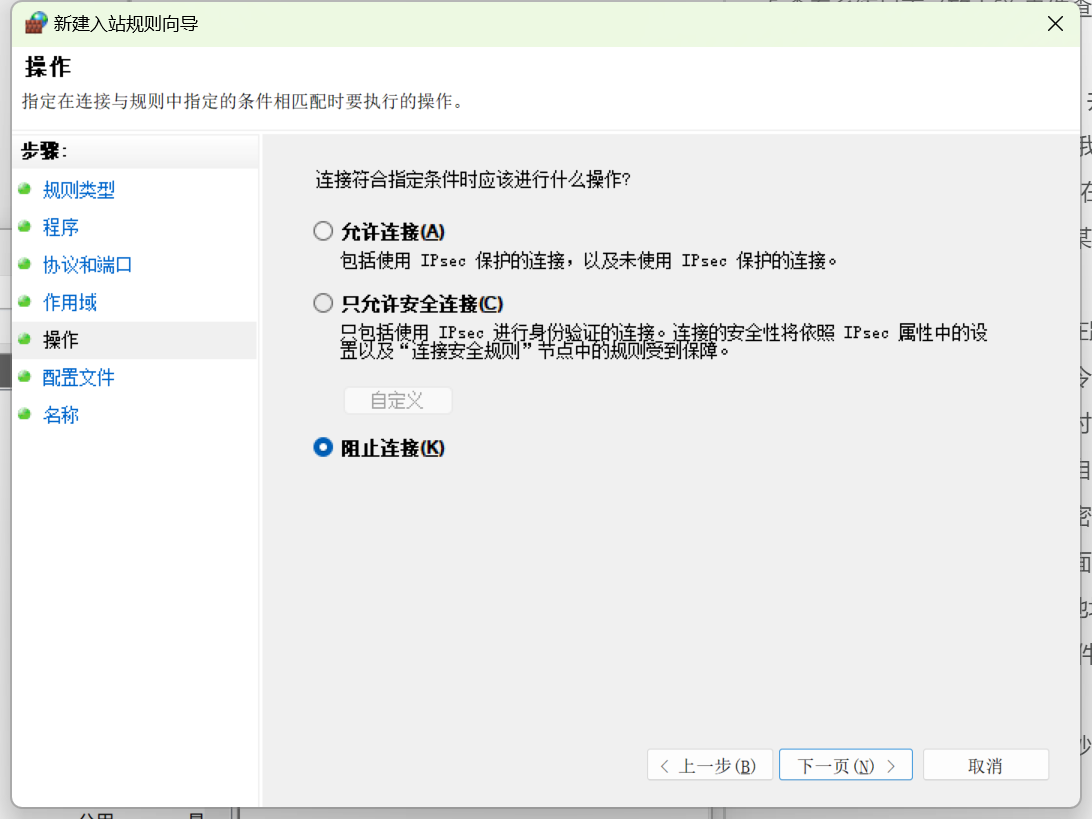 新建入站规则向导
操作
指定在连接与规则中指定的条件相匹配时要执行的操作。
步骤:
规则类型
程序
协议和端口
作用域
操作
配置文件
名称
连接符合指定条件时应该进行什么操作?
允许连接(A)
包括使用 IPsec 保护的连接，以及未使用 IPsec 保护的连接。
只允许安全连接(C)
只包括使用 IPsec 进行身份验证的连接。连接的安全性将依照 IPsec 属性中的设
置以及“连接安全规则”节点中的规则受到保障。
自定义
阻止连接(K)
< 上一步(B)
下一页(N) >
取消